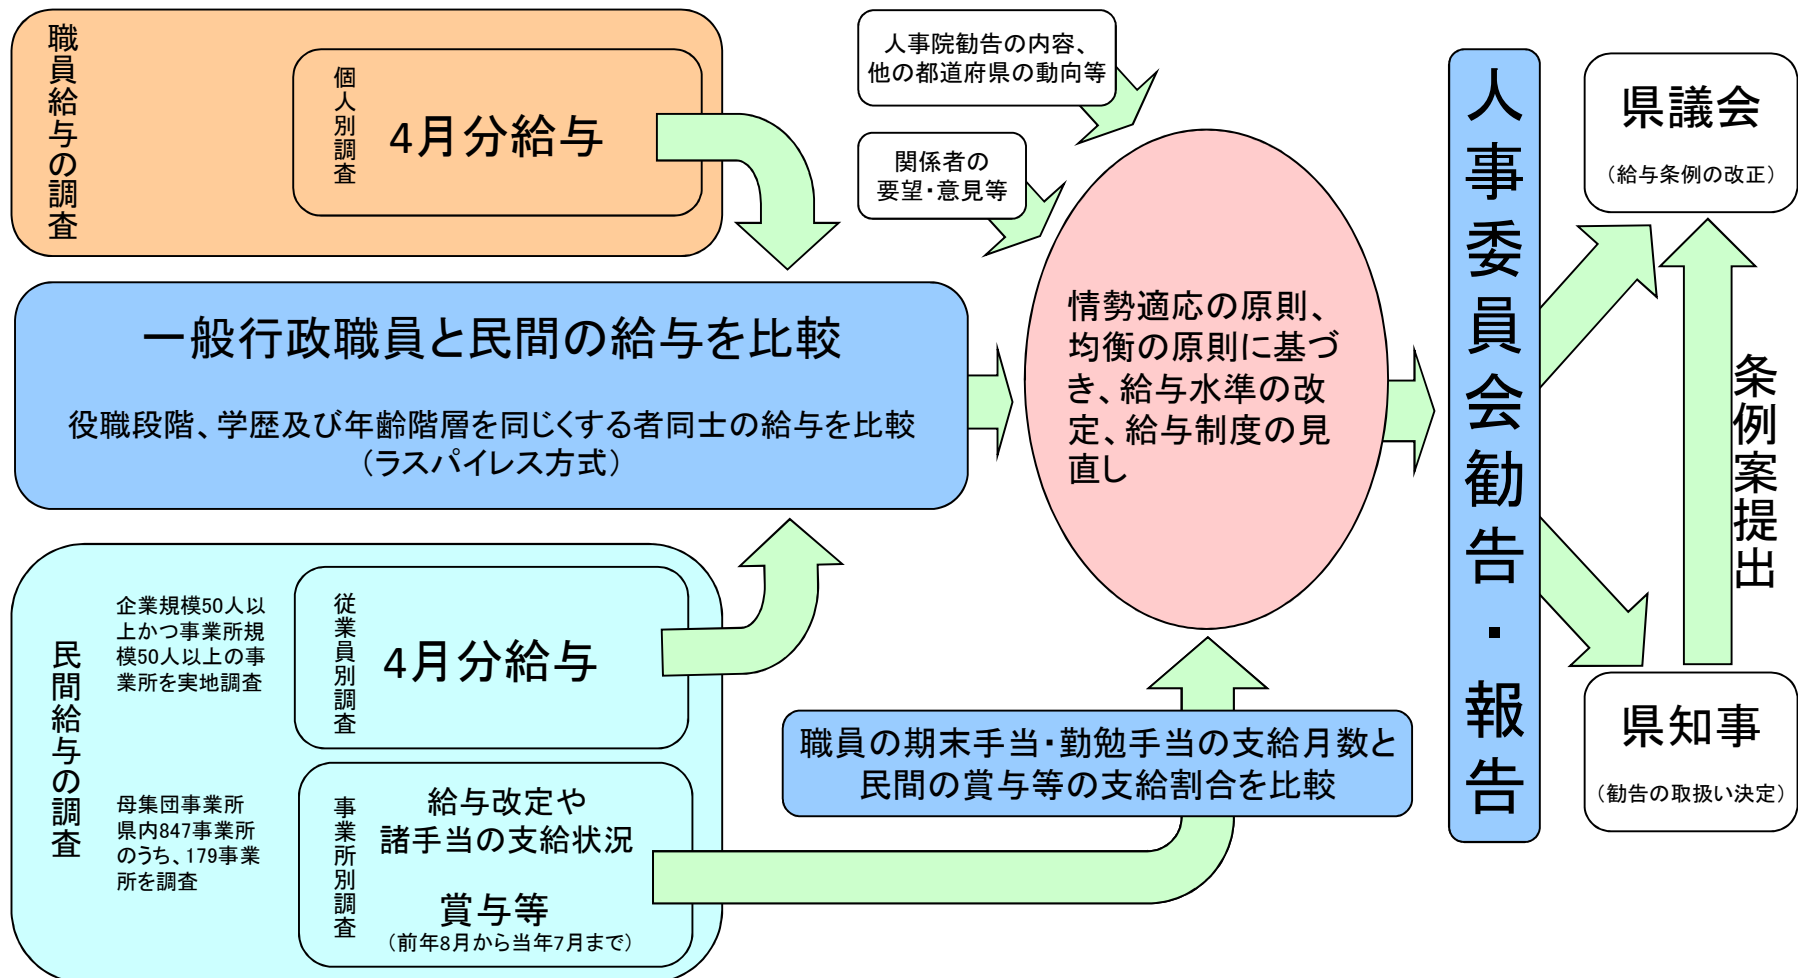 職員給与の調査
個人別調査
4月分給与
人事院勧告の内容、
他の都道府県の動向等
関係者の
要望・意見等
一般行政職員と民間の給与を比較
役職段階、学歴及び年齢階層を同じくする者同士の給与を比較
(ラスパイレス方式)
情勢適応の原則、
均衡の原則に基づ
き、給与水準の改
定、給与制度の見
直し
民間給与の調査
企業規模50人以
上かつ事業所規
模50人以上の事
業所を実地調査
母集団事業所
県内847事業所
のうち、179事業
所を調査
従業員別調査
4月分給与
事業所別調査
給与改定や
諸手当の支給状況
賞与等
(前年8月から当年7月まで)
職員の期末手当・勤勉手当の支給月数と
民間の賞与等の支給割合を比較
人事委員会勧告・報告
県議会
(給与条例の改正)
条例案提出
県知事
(勧告の取扱い決定)